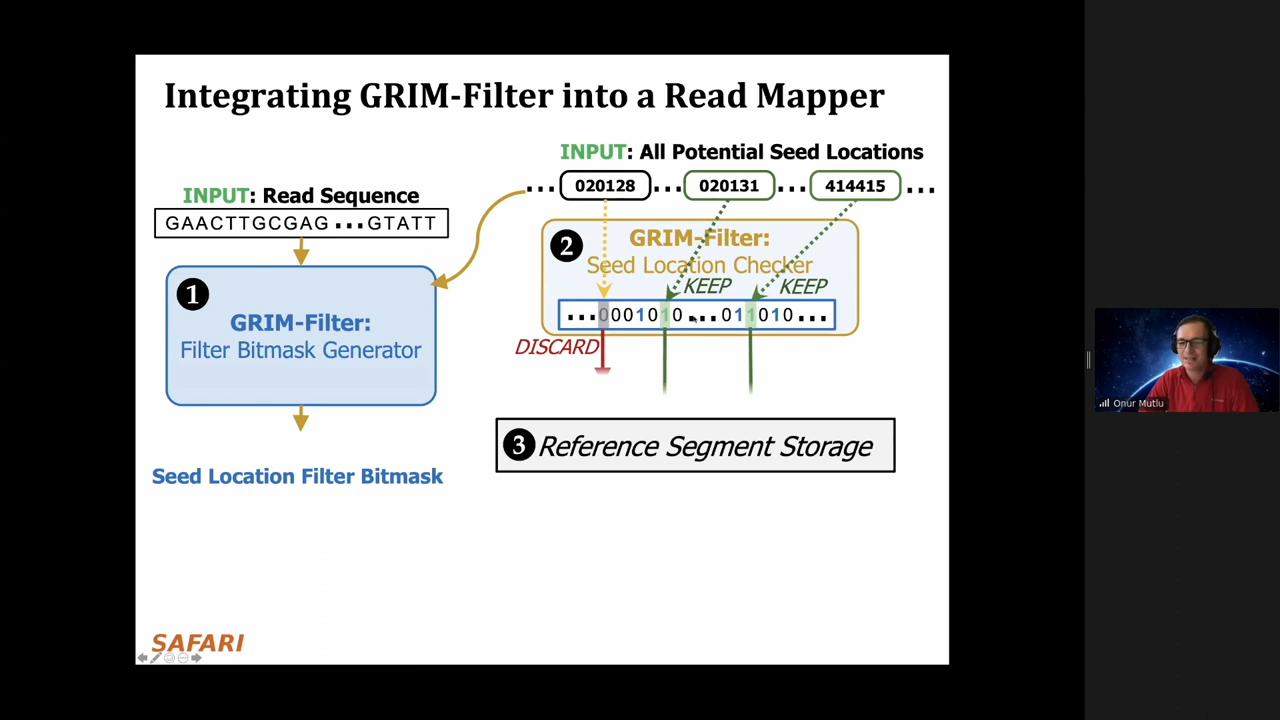 Integrating GRIM-Filter into a Read Mapper
INPUT: All Potential Seed Locations
... 020128 ... 020131 ... 414415 ...
INPUT: Read Sequence
GAACTTGCGAG...GTATT
1
GRIM-Filter:
Filter Bitmask Generator
Seed Location Filter Bitmask
2
GRIM-Filter:
Seed Location Checker
KEEP KEEP
...0001010...011010...
DISCARD
3 Reference Segment Storage
SAFARI
Onur Mutlu